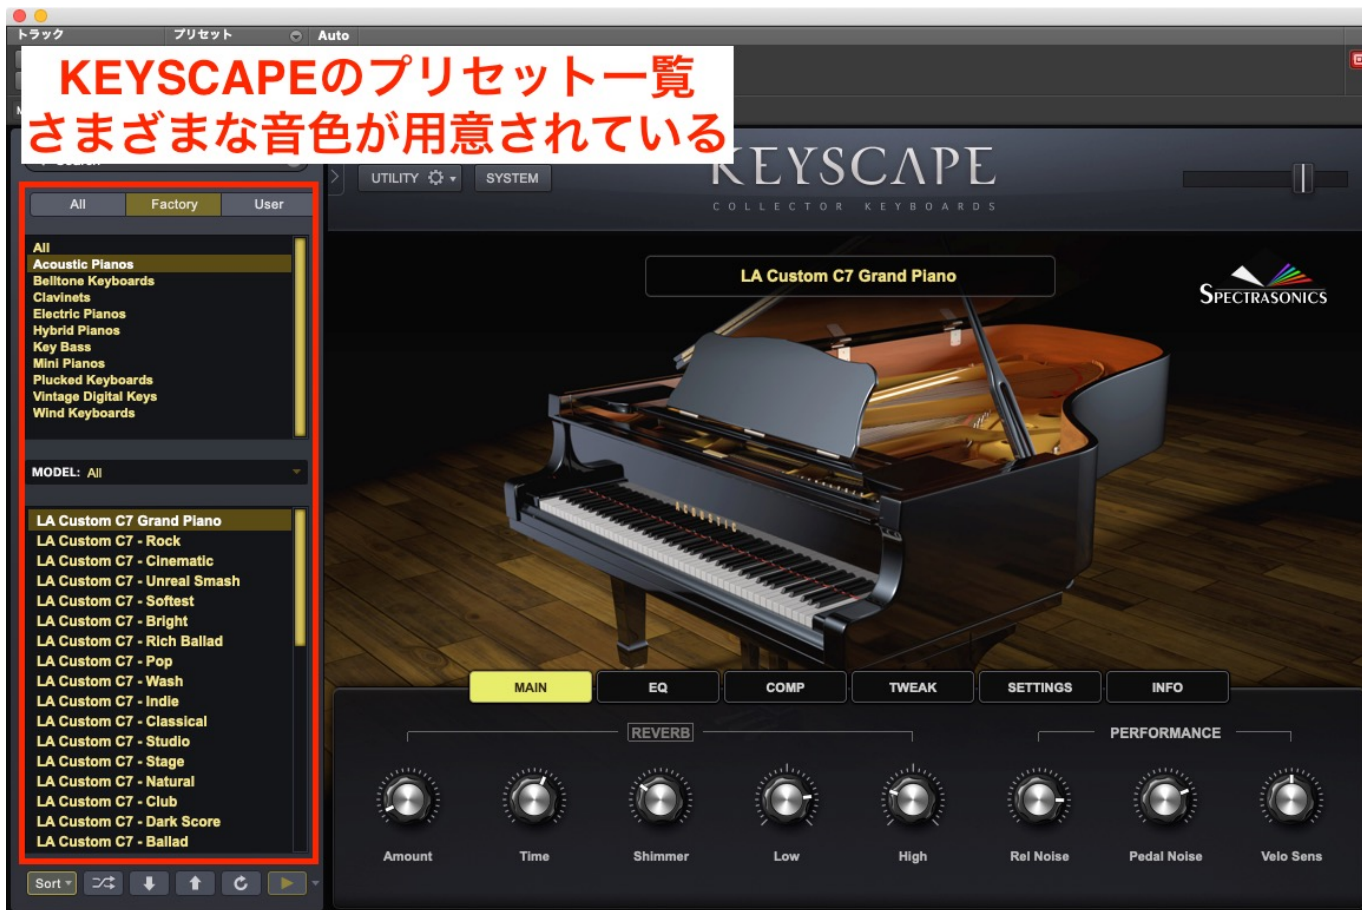 トラック
プリセット
Auto
KEYSCAPEのプリセット一覧
さまざまな音色が用意されている
UTILITY
SYSTEM
KEYSCAPE
COLLECTOR KEYBOARDS
All
Factory
User
All
Acoustic Pianos
Belltone Keyboards
Clavinets
Electric Pianos
Hybrid Pianos
Key Bass
Mini Pianos
Plucked Keyboards
Vintage Digital Keys
Wind Keyboards
MODEL: All
LA Custom C7 Grand Piano
LA Custom C7 - Rock
LA Custom C7 - Cinematic
LA Custom C7 - Unreal Smash
LA Custom C7 - Softest
LA Custom C7 - Bright
LA Custom C7 - Rich Ballad
LA Custom C7 - Pop
LA Custom C7 - Wash
LA Custom C7 - Indie
LA Custom C7 - Classical
LA Custom C7 - Studio
LA Custom C7 - Stage
LA Custom C7 - Natural
LA Custom C7 - Club
LA Custom C7 - Dark Score
LA Custom C7 - Ballad
Sort
LA Custom C7 Grand Piano
SPECTRASONICS
MAIN
EQ
COMP
TWEAK
SETTINGS
INFO
REVERB
PERFORMANCE
Amount
Time
Shimmer
Low
High
Rel Noise
Pedal Noise
Velo Sens